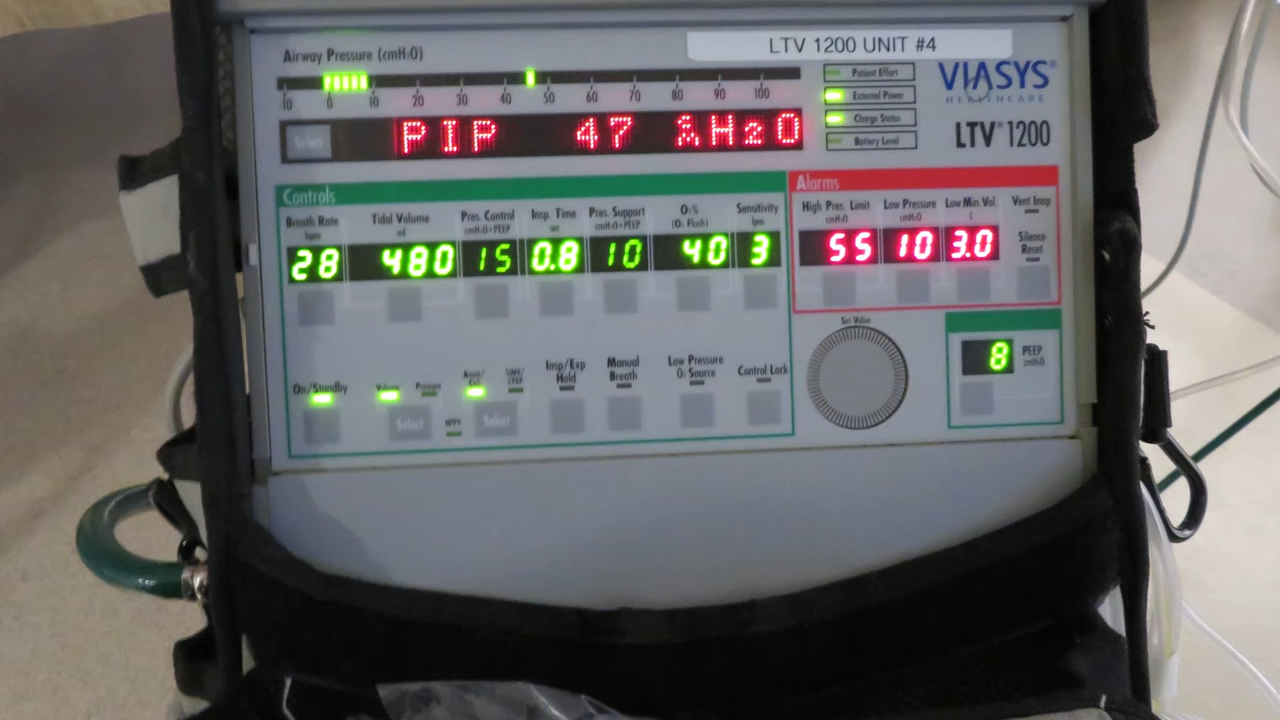 LTV 1200 UNIT #4
Airway Pressure (cmH2O)
10 0 10 20 30 40 50 60 70 80 90 100
Select PIP 47 cmH2O
Patient Effort
External Power
Charge Status
Battery Level
VIASYS®
HEALTHCARE
LTV® 1200
Controls
Breath Rate
bpm
28
Tidal Volume
ml
480
Pres. Control
cmH2O+PEEP
15
Insp. Time
sec
0.8
Pres. Support
cmH2O+PEEP
10
O2%
(O2 Flush)
40
Sensitivity
lpm
3
Alarms
High Pres. Limit
cmH2O
55
Low Pressure
cmH2O
10
Low Min. Vol.
L
3.0
Vent Inop
Silence
Reset
On/Standby
Volume
Pressure
Select
NPPV
Assist/
Ctrl
SIMV/
CPAP
Select
Insp/Exp
Hold
Manual
Breath
Low Pressure
O2 Source
Control Lock
Set Value
8
PEEP
cmH2O